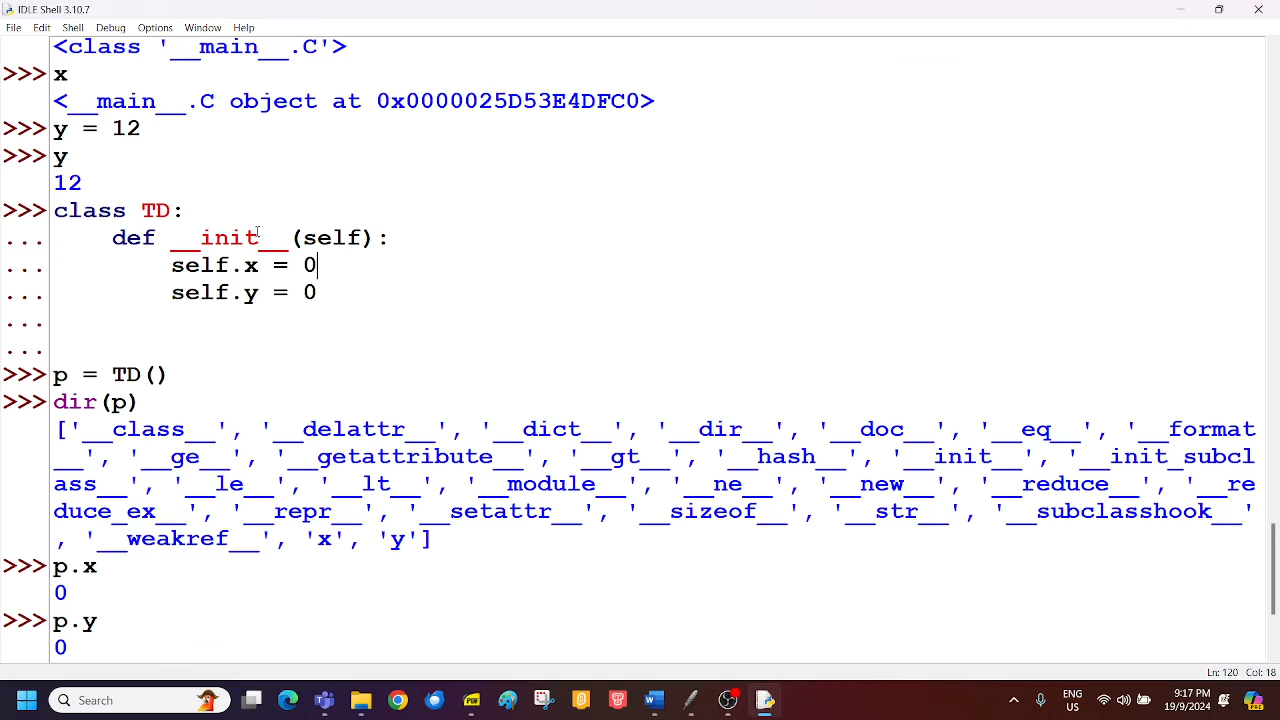 IDLE Shell 3.10.7
File Edit Shell Debug Options Window Help
<class '__main__.C'>
>>> x
<__main__.C object at 0x0000025D53E4DFC0>
>>> y = 12
>>> y
12
>>> class TD:
...     def __init__(self):
...         self.x = 0
...         self.y = 0
...
...
>>> p = TD()
>>> dir(p)
['__class__', '__delattr__', '__dict__', '__dir__', '__doc__', '__eq__', '__format
__', '__ge__', '__getattribute__', '__gt__', '__hash__', '__init__', '__init_subcl
ass__', '__le__', '__lt__', '__module__', '__ne__', '__new__', '__reduce__', '__re
duce_ex__', '__repr__', '__setattr__', '__sizeof__', '__str__', '__subclasshook__'
, '__weakref__', 'x', 'y']
>>> p.x
0
>>> p.y
0
Ln: 120 Col: 18
Search
PDF
ENG
US
9:17 PM
19/9/2024
PRE